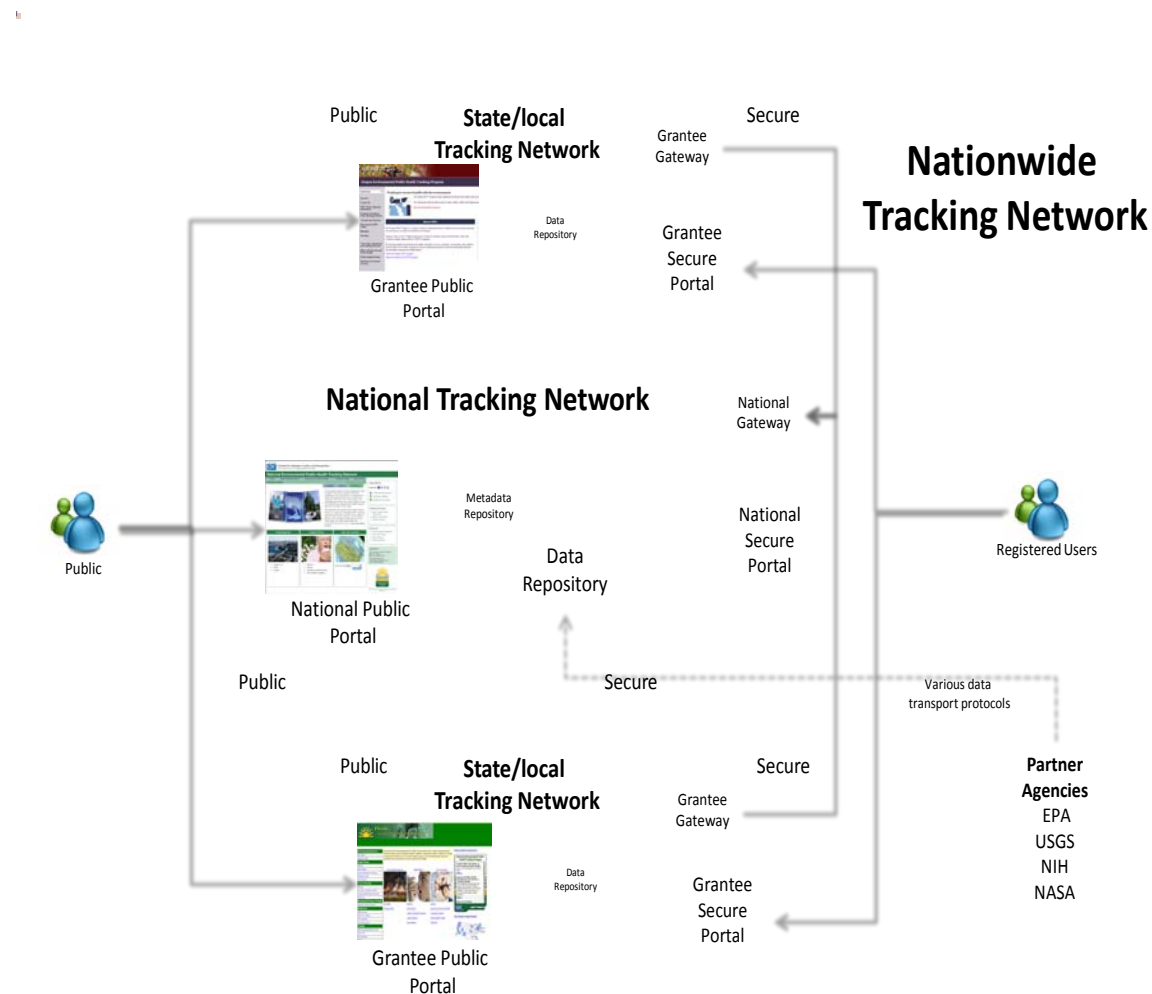 Public
State/local
Tracking Network
Secure
Grantee
Gateway
Nationwide
Tracking Network
Data
Repository
Grantee
Secure
Portal
Grantee Public
Portal
National Tracking Network
National
Gateway
Metadata
Repository
National
Secure
Portal
Data
Repository
Public
Registered Users
National Public
Portal
Public
Secure
Various data
transport protocols
Public
State/local
Tracking Network
Secure
Grantee
Gateway
Partner
Agencies
EPA
USGS
NIH
NASA
Data
Repository
Grantee
Secure
Portal
Grantee Public
Portal